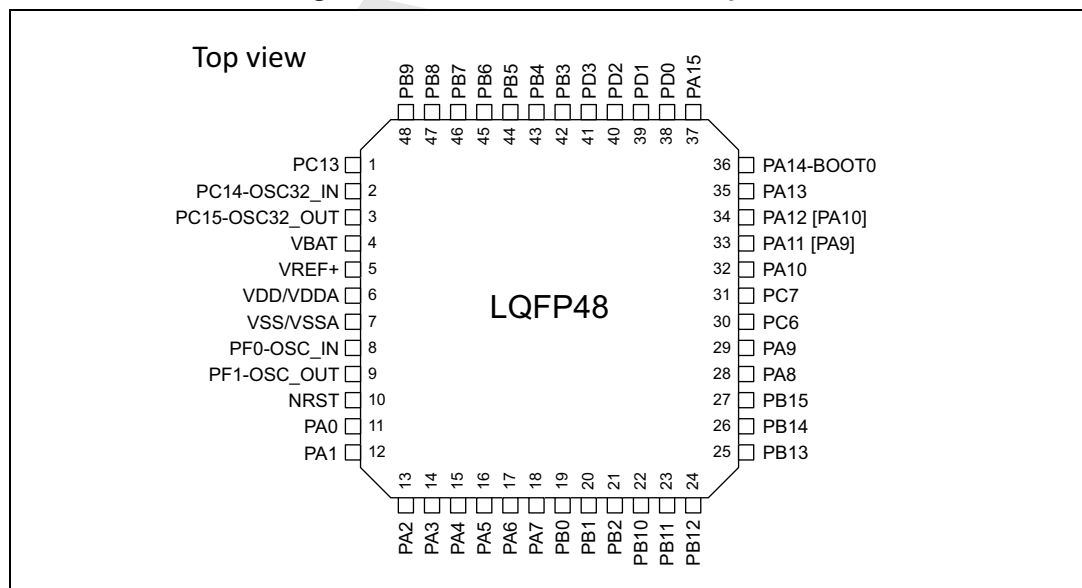 Top view
PB9 PB8 PB7 PB6 PB5 PB4 PB3 PD3 PD2 PD1 PD0 PA15
48 47 46 45 44 43 42 41 40 39 38 37
PC13 1 36 PA14-BOOT0
PC14-OSC32_IN 2 35 PA13
PC15-OSC32_OUT 3 34 PA12 [PA10]
VBAT 4 33 PA11 [PA9]
VREF+ 5 32 PA10
VDD/VDDA 6 31 PC7
LQFP48
VSS/VSSA 7 30 PC6
PF0-OSC_IN 8 29 PA9
PF1-OSC_OUT 9 28 PA8
NRST 10 27 PB15
PA0 11 26 PB14
PA1 12 25 PB13
13 14 15 16 17 18 19 20 21 22 23 24
PA2 PA3 PA4 PA5 PA6 PA7 PB0 PB1 PB2 PB10 PB11 PB12